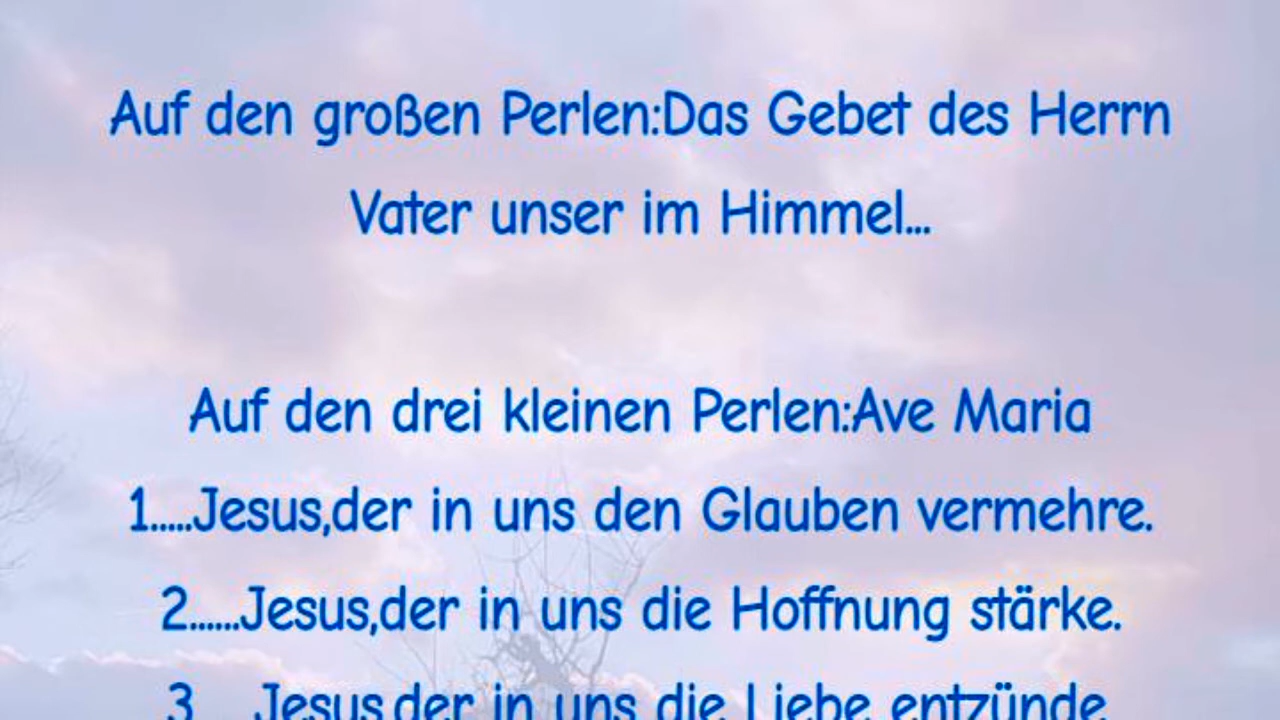 Auf den großen Perlen:Das Gebet des Herrn
Vater unser im Himmel...
Auf den drei kleinen Perlen:Ave Maria
1.....Jesus,der in uns den Glauben vermehre.
2......Jesus,der in uns die Hoffnung stärke.
3.....Jesus,der in uns die Liebe entzünde.